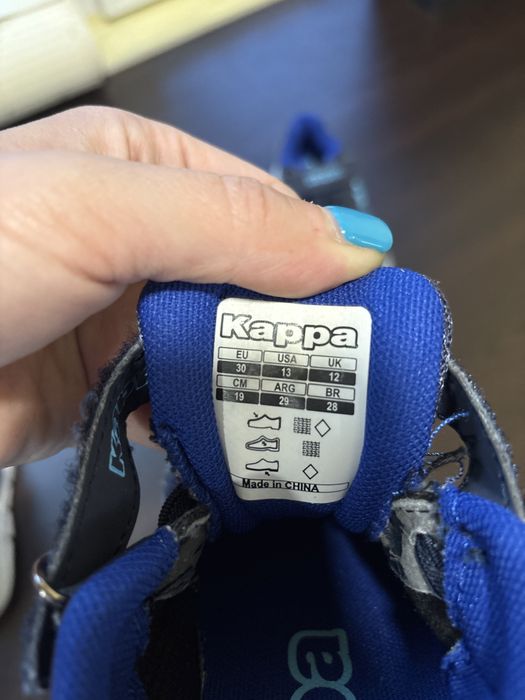 Kappa
EU USA UK
30 13 12
CM ARG BR
19 29 28
Made in CHINA